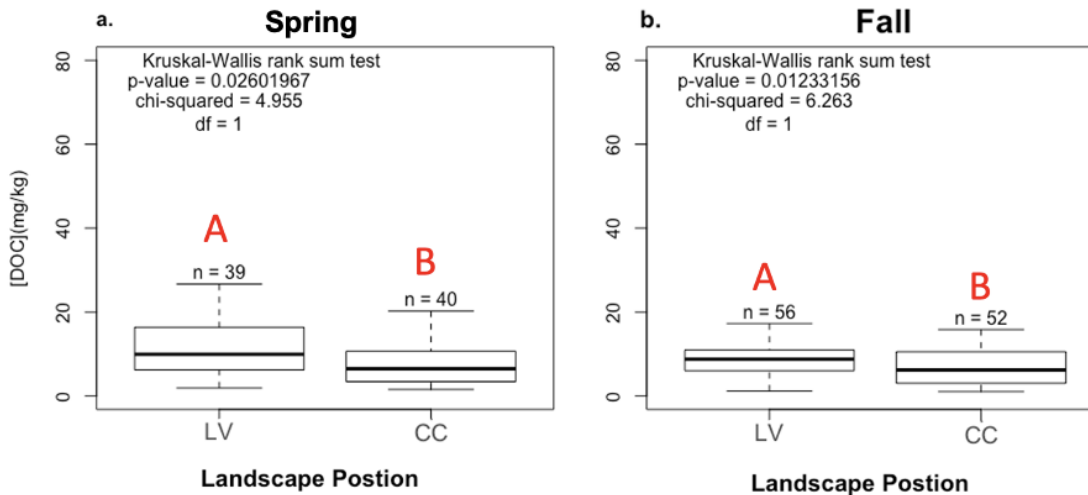 a.
Spring
Kruskal-Wallis rank sum test
p-value = 0.02601967
chi-squared = 4.955
df = 1
[DOC](mg/kg)
80
60
40
20
0
A
n = 39
B
n = 40
LV
CC
Landscape Postion
b.
Fall
Kruskal-Wallis rank sum test
p-value = 0.01233156
chi-squared = 6.263
df = 1
80
60
40
20
0
A
n = 56
B
n = 52
LV
CC
Landscape Postion